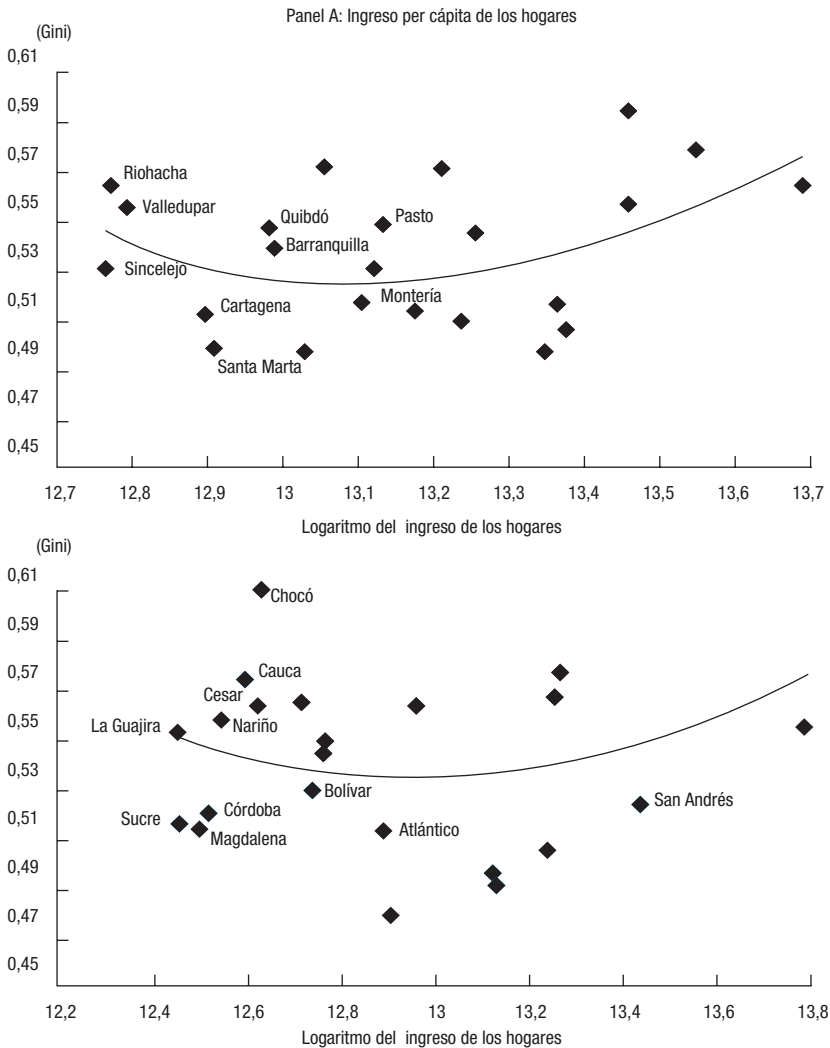 Panel A: Ingreso per cápita de los hogares
(Gini)
0,61
0,59
0,57
0,55
0,53
0,51
0,49
0,47
0,45
Riohacha
Valledupar
Sincelejo
Quibdó
Barranquilla
Pasto
Cartagena
Montería
Santa Marta
12,7
12,8
12,9
13
13,1
13,2
13,3
13,4
13,5
13,6
13,7
Logaritmo del ingreso de los hogares
(Gini)
0,61
0,59
0,57
0,55
0,53
0,51
0,49
0,47
0,45
Chocó
Cauca
Cesar
La Guajira
Nariño
Bolívar
San Andrés
Sucre
Córdoba
Magdalena
Atlántico
12,2
12,4
12,6
12,8
13
13,2
13,4
13,6
13,8
Logaritmo del ingreso de los hogares